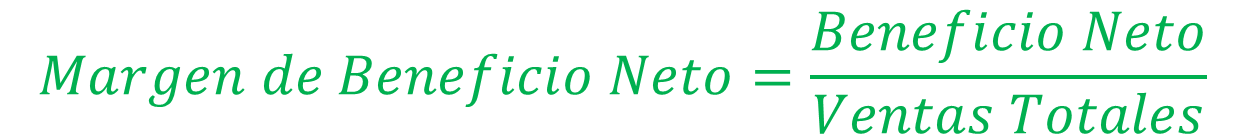 Margen de Beneficio Neto = Beneficio Neto / Ventas Totales